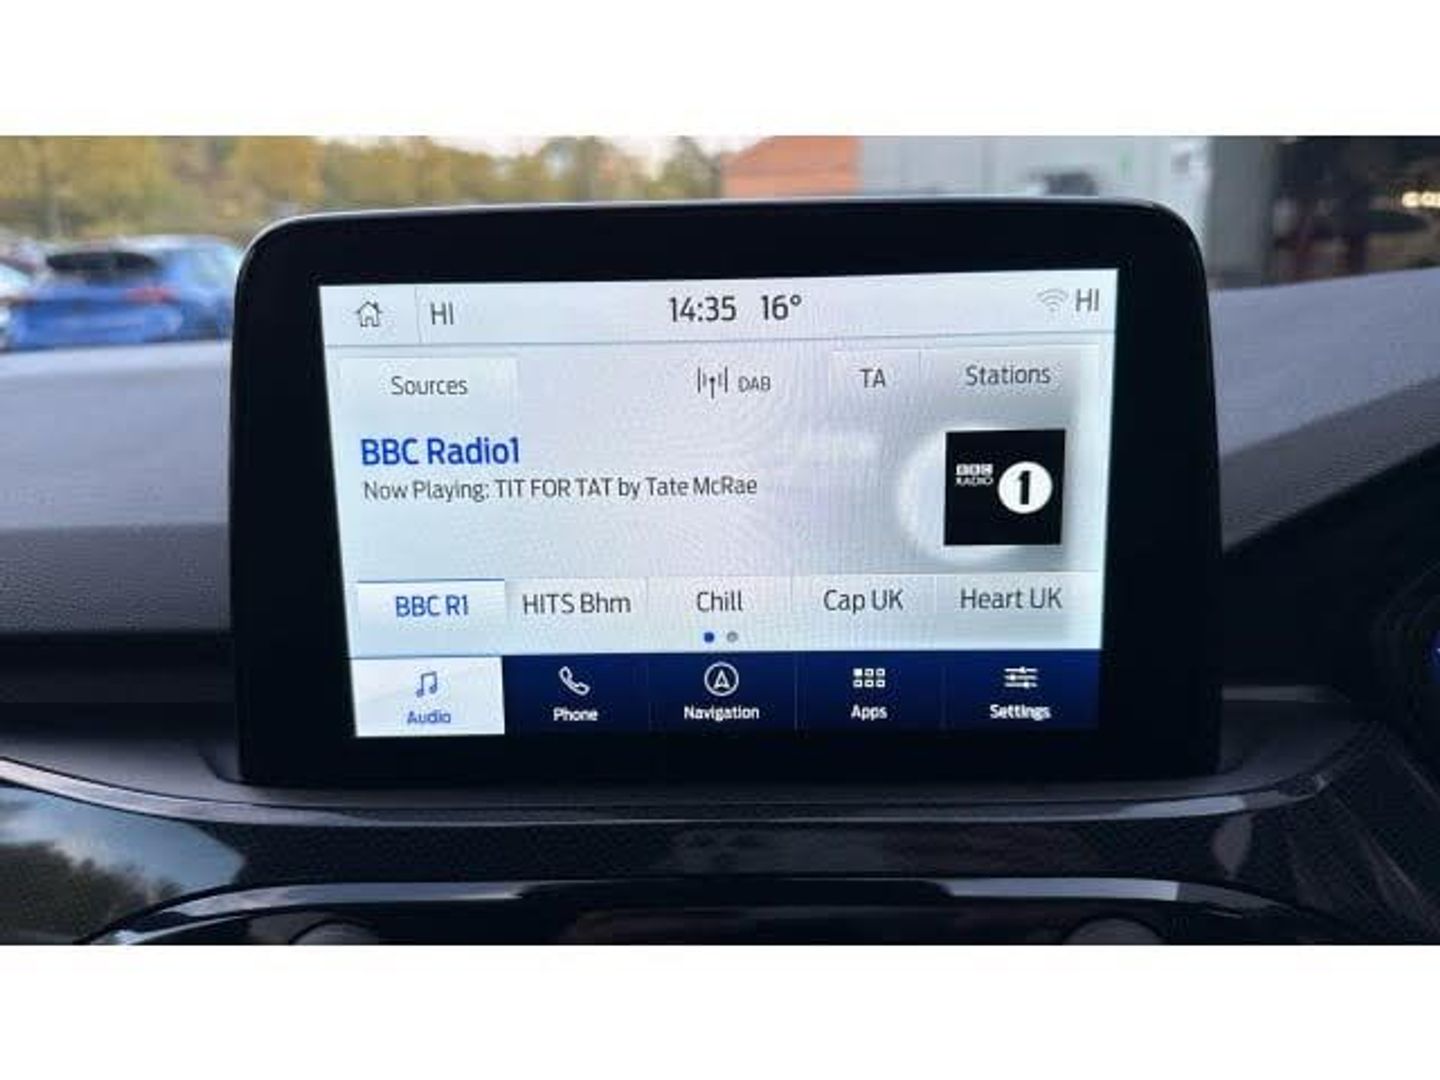 HI 14:35 16° HI
Sources DAB TA Stations
BBC Radio1
Now Playing: TIT FOR TAT by Tate McRae
BBC RADIO 1
BBC R1 HITS Bhm Chill Cap UK Heart UK
Audio Phone Navigation Apps Settings